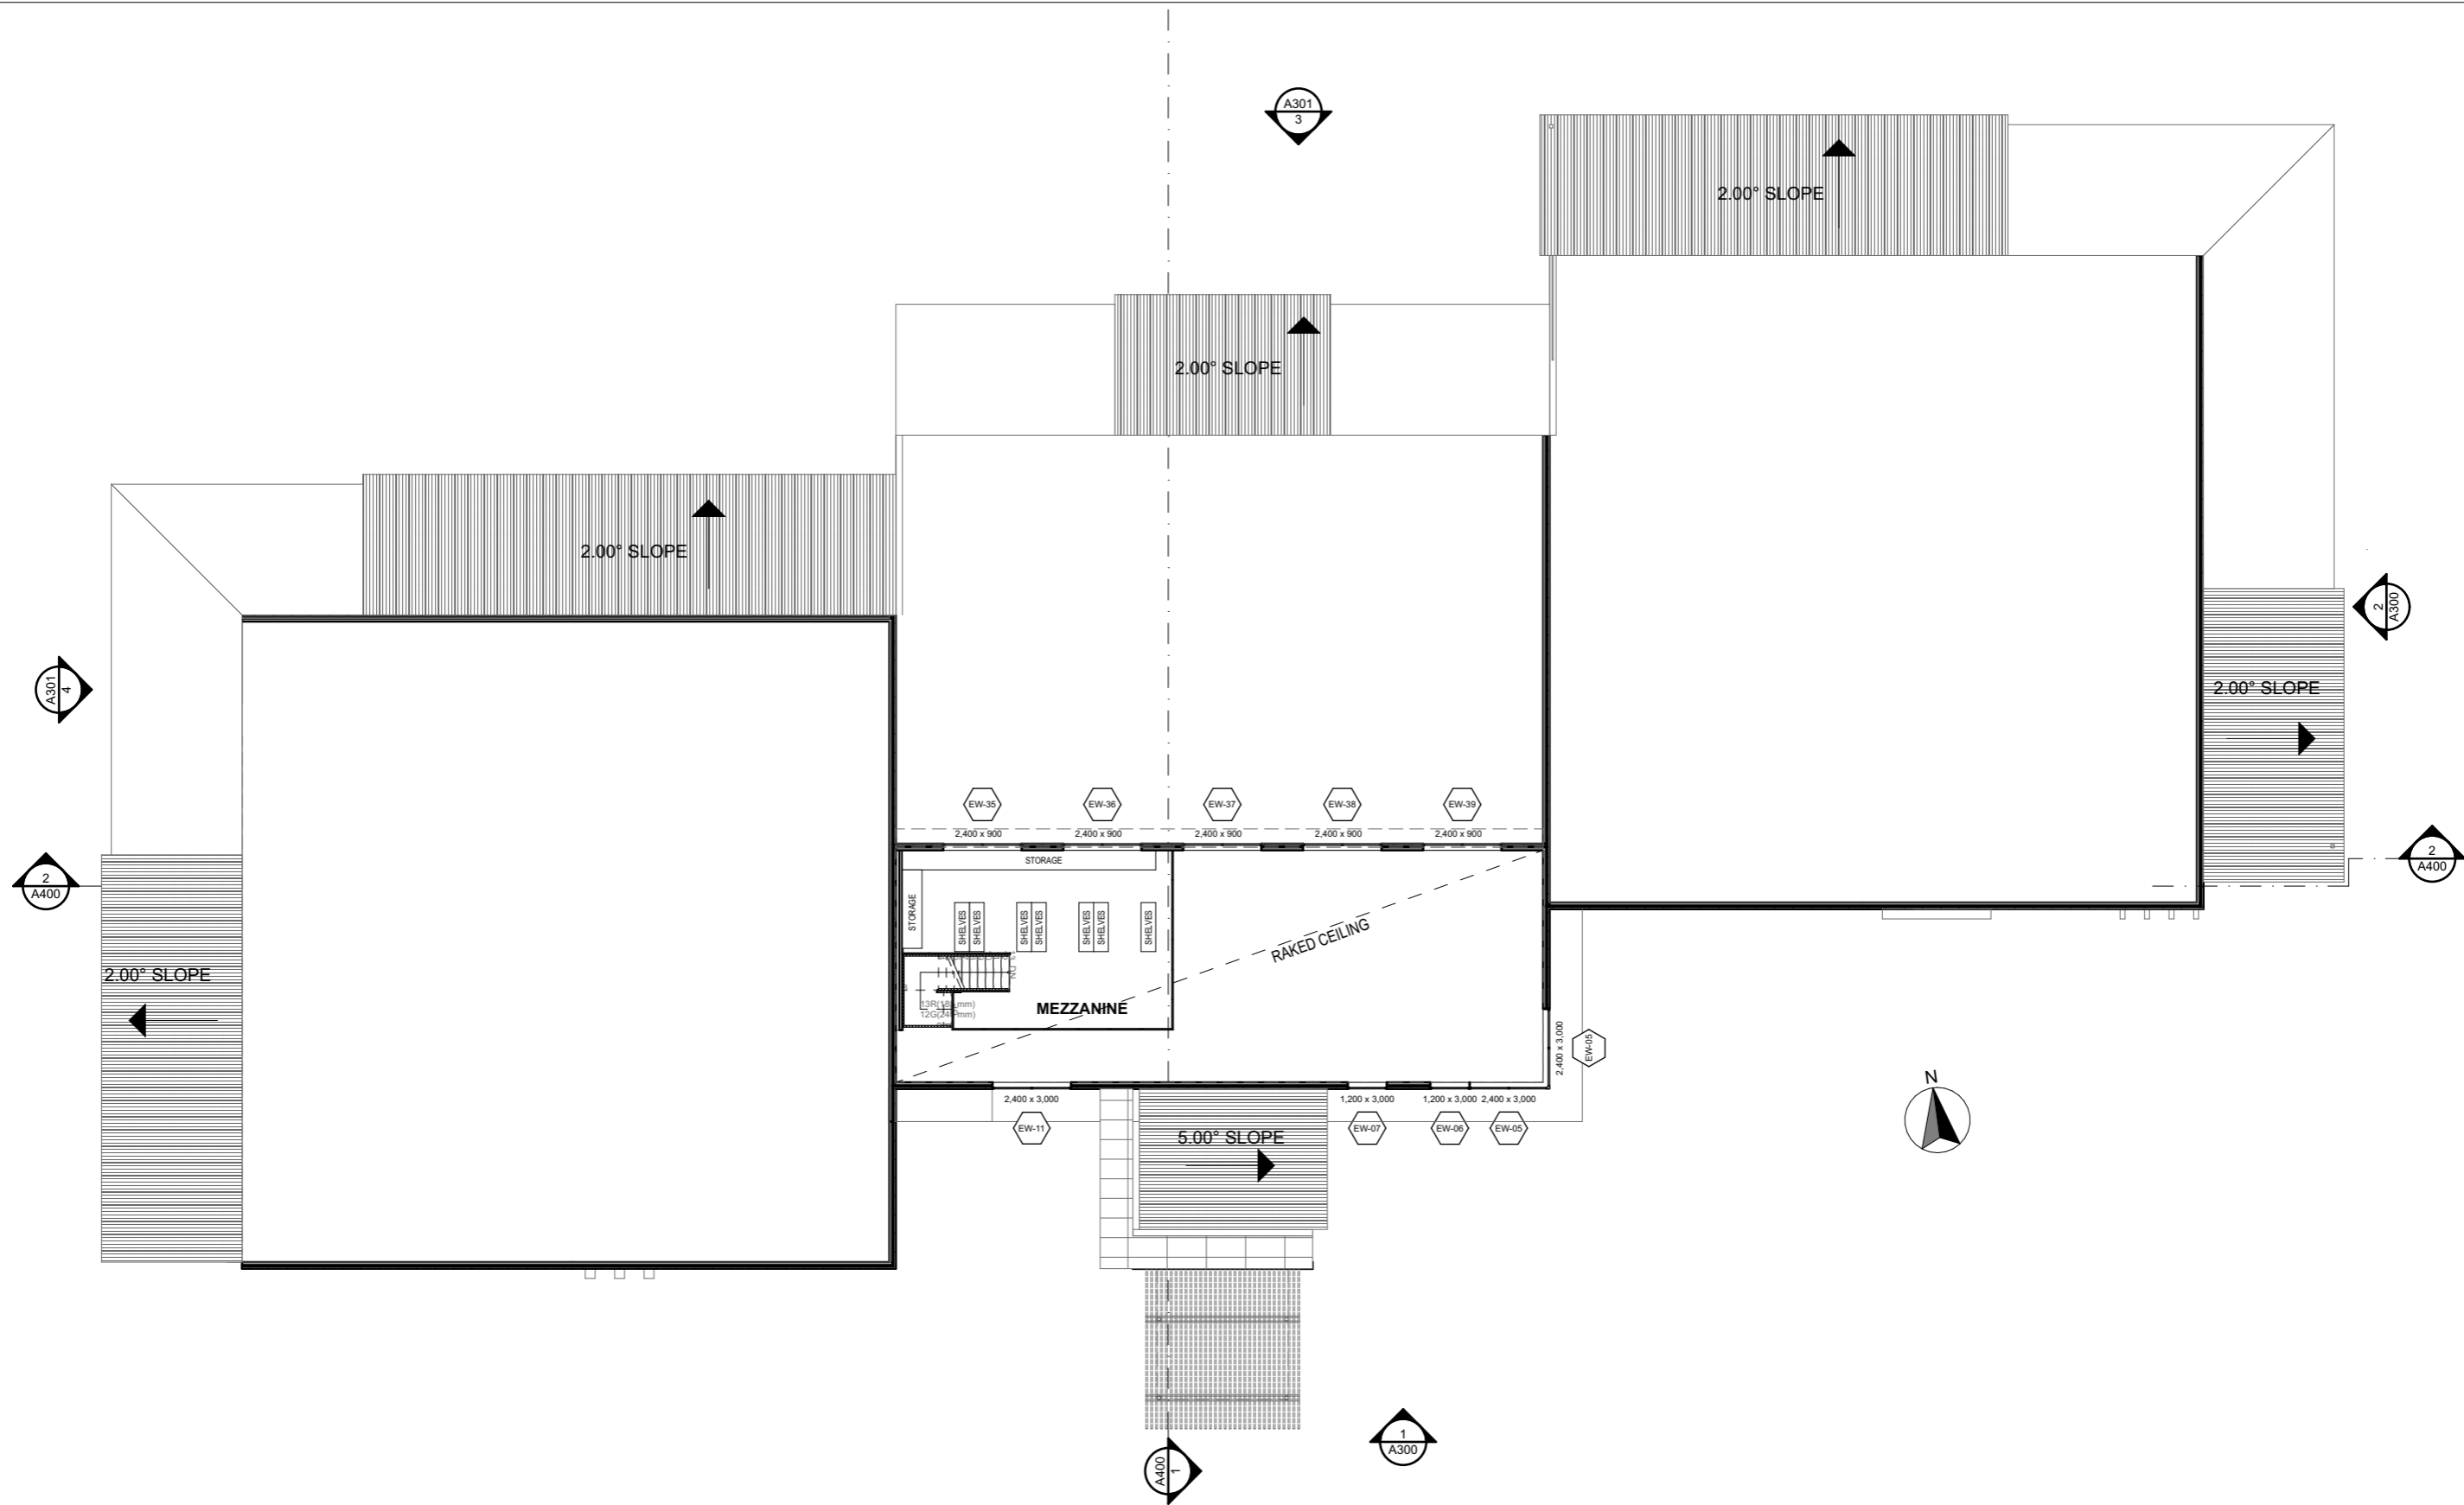 A301
3
2.00° SLOPE
2.00° SLOPE
2.00° SLOPE
2
A300
A301
4
2.00° SLOPE
EW-35
EW-36
EW-37
EW-38
EW-39
2,400 x 900
2,400 x 900
2,400 x 900
2,400 x 900
2,400 x 900
2
A400
2
A400
STORAGE
STORAGE
SHELVES
SHELVES
SHELVES
SHELVES
SHELVES
SHELVES
SHELVES
RAKED CEILING
DN
2.00° SLOPE
MEZZANINE
2,400 x 3,000
EW-05
N
2,400 x 3,000
1,200 x 3,000
1,200 x 3,000
2,400 x 3,000
EW-11
EW-07
EW-06
EW-05
5.00° SLOPE
1
A300
A400
1